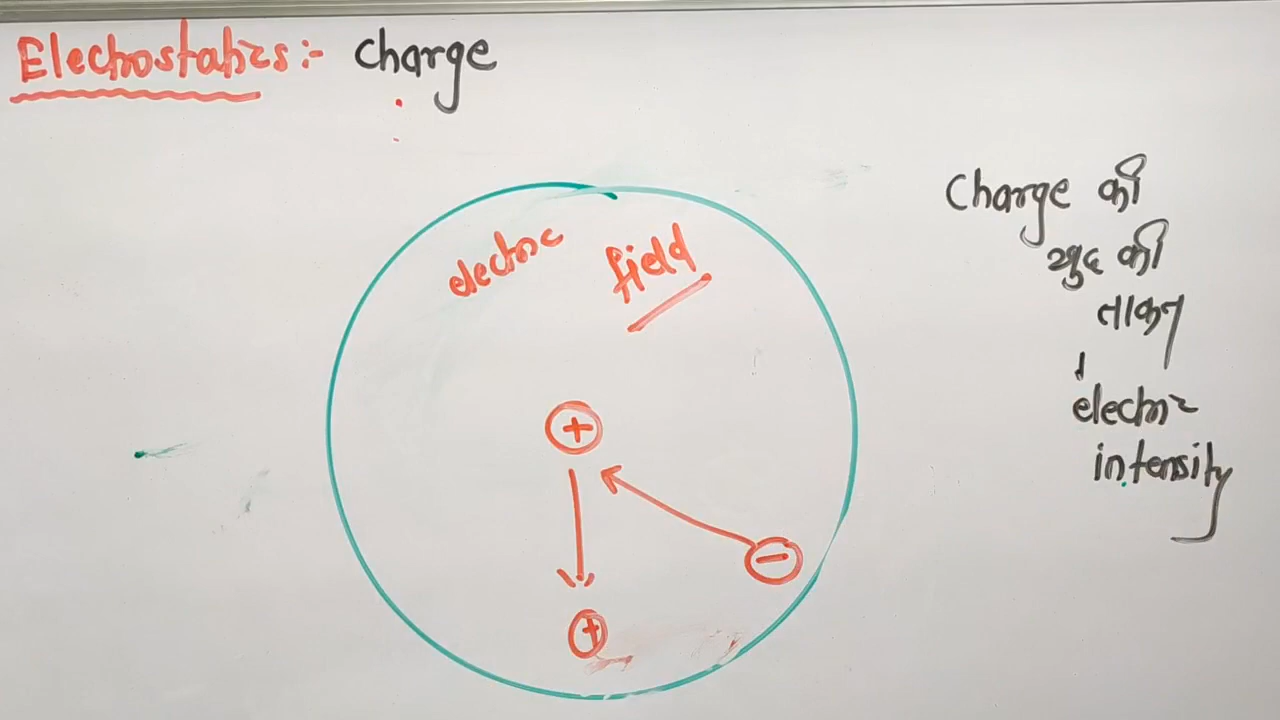 Electrostatics:- Charge
electric field
+
-
+
Charge की
खुद की
ताकत
electric
intensity